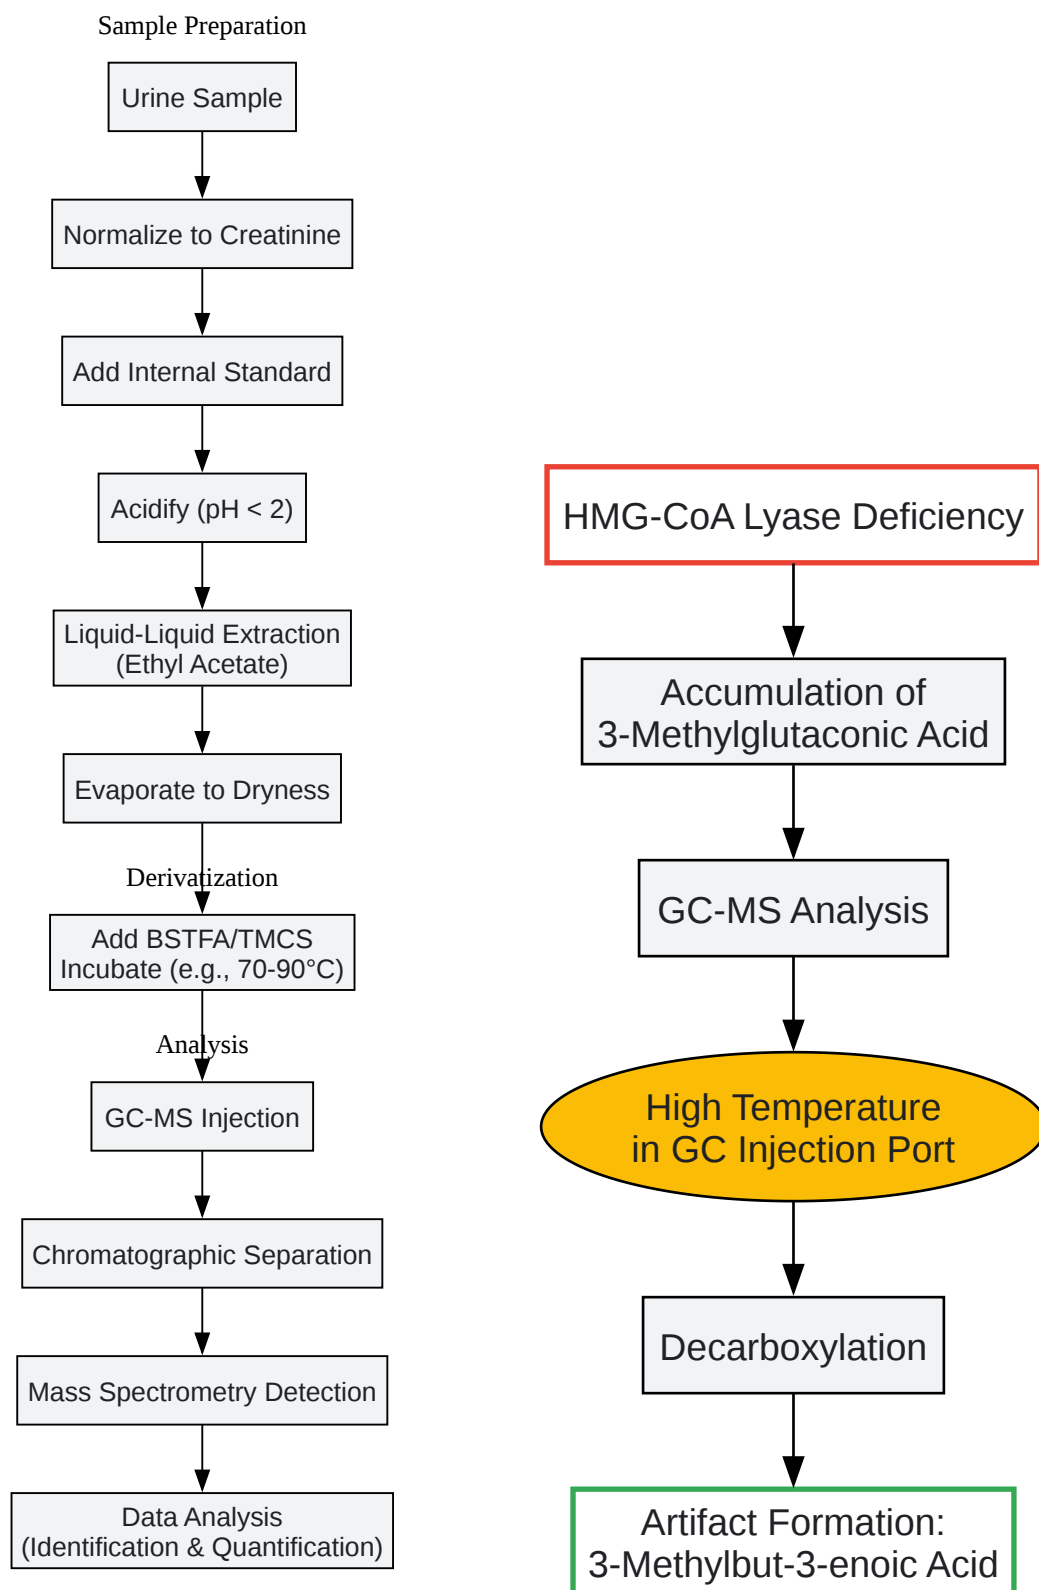 Sample Preparation
Urine Sample
Normalize to Creatinine
Add Internal Standard
Acidify (pH < 2)
Liquid-Liquid Extraction
(Ethyl Acetate)
Evaporate to Dryness
Derivatization
Add BSTFA/TMCS
Incubate (e.g., 70-90°C)
Analysis
GC-MS Injection
Chromatographic Separation
Mass Spectrometry Detection
Data Analysis
(Identification & Quantification)
HMG-CoA Lyase Deficiency
Accumulation of
3-Methylglutaconic Acid
GC-MS Analysis
High Temperature
in GC Injection Port
Decarboxylation
Artifact Formation:
3-Methylbut-3-enoic Acid